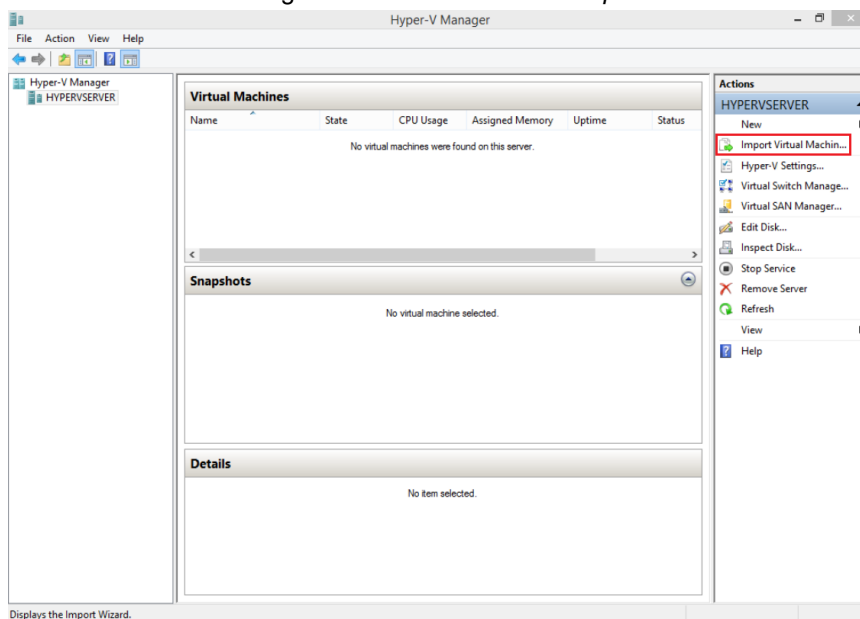 Hyper-V Manager
File Action View Help
Hyper-V Manager
HYPERVSERVER
Virtual Machines
Name State CPU Usage Assigned Memory Uptime Status
No virtual machines were found on this server.
Snapshots
No virtual machine selected.
Details
No item selected.
Actions
HYPERVSERVER
New
Import Virtual Machin...
Hyper-V Settings...
Virtual Switch Manage...
Virtual SAN Manager...
Edit Disk...
Inspect Disk...
Stop Service
Remove Server
Refresh
View
Help
Displays the Import Wizard.